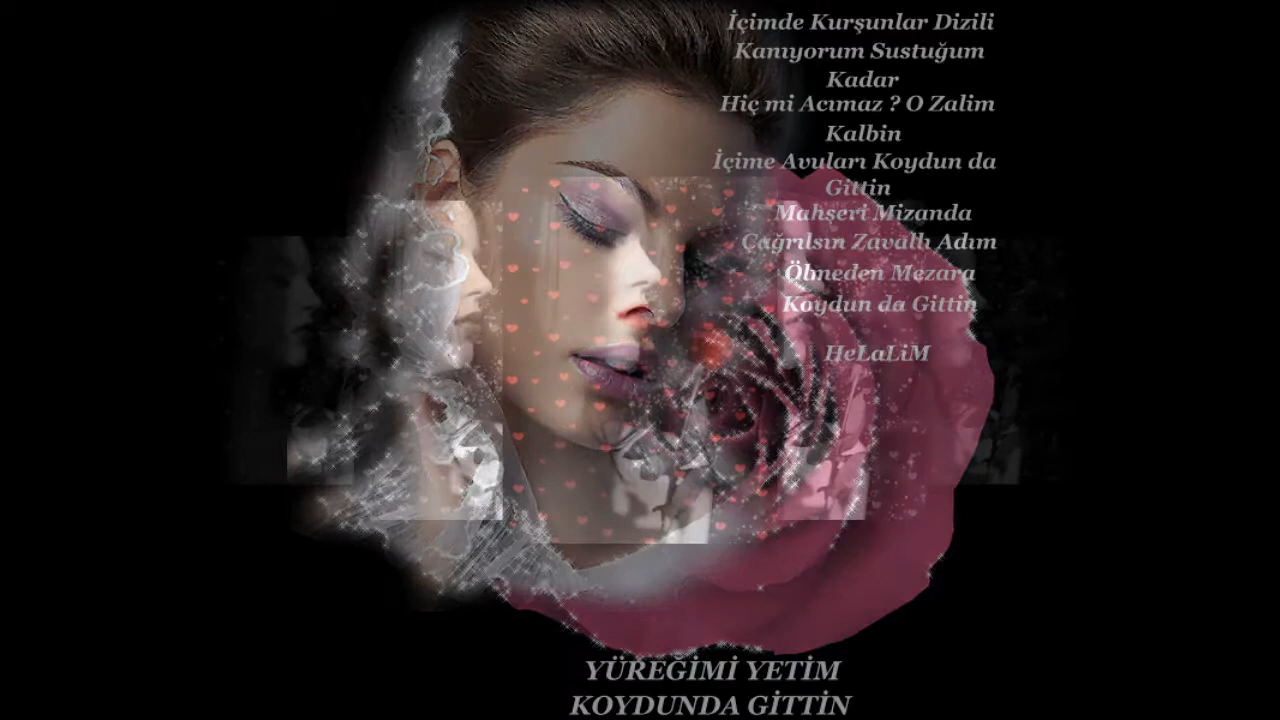 İçimde Kurşunlar Dizili
Kanıyorum Sustuğum
Kadar
Hiç mi Acımaz ? O Zalim
Kalbin
İçime Avuları Koydun da
Gittin
Mahşeri Mizanda
Çağrılsın Zavallı Adım
Ölmeden Mezara
Koydun da Gittin
HeLaLiM
YÜREĞİMİ YETİM
KOYDUNDA GİTTİN